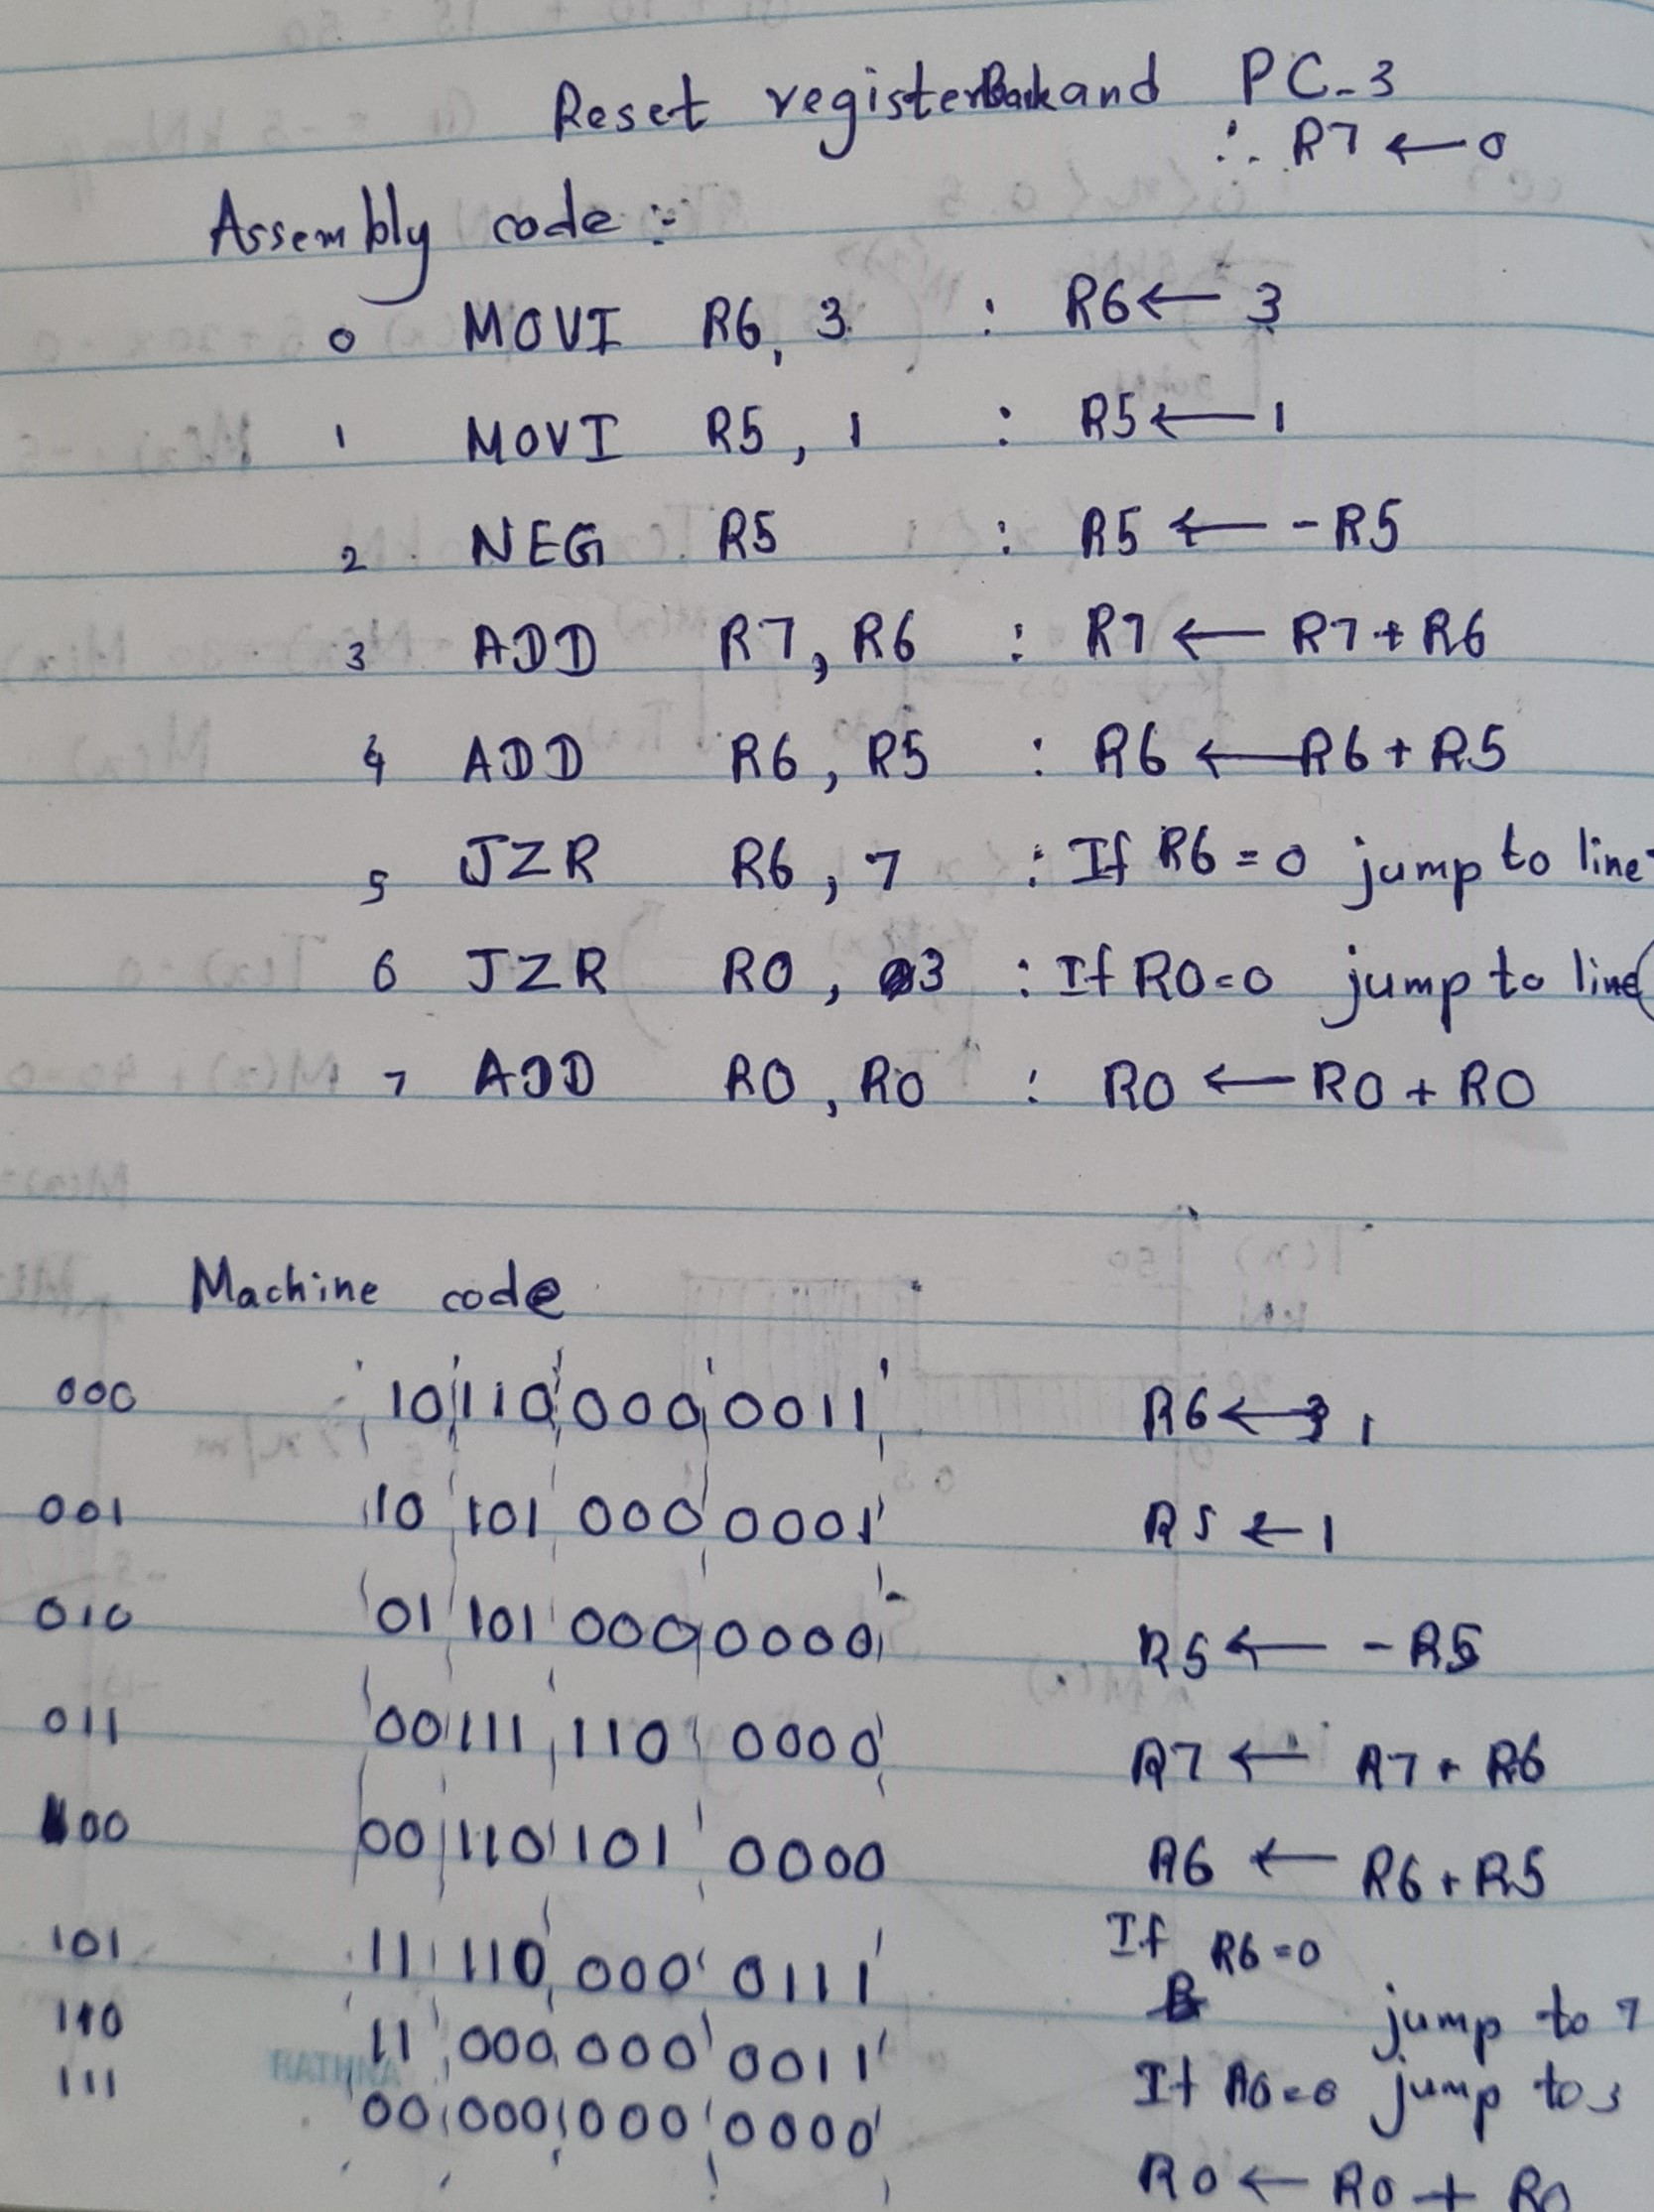 Reset registerBank and PC_3
∴ R7 ← 0
Assembly code :-
0 MOVI R6, 3 : R6 ← 3
1 MOVI R5, 1 : R5 ← 1
2 NEG R5 : R5 ← -R5
3 ADD R7, R6 : R7 ← R7 + R6
4 ADD R6, R5 : R6 ← R6 + R5
5 JZR R6, 7 : If R6 = 0 jump to line
6 JZR R0, 3 : If R0 = 0 jump to line
7 ADD R0, R0 : R0 ← R0 + R0
Machine code
000 10 110 000 0011 R6 ← 3
001 10 101 000 0001 R5 ← 1
010 01 101 000 0000 R5 ← -R5
011 00 111 110 0000 R7 ← R7 + R6
100 00 110 101 0000 R6 ← R6 + R5
101 11 110 000 0111 If R6 = 0
jump to 7
110 11 000 000 0011 If R0 = 0 jump to 3
111 00 000 000 0000
R0 ← R0 + R0
RATHNA